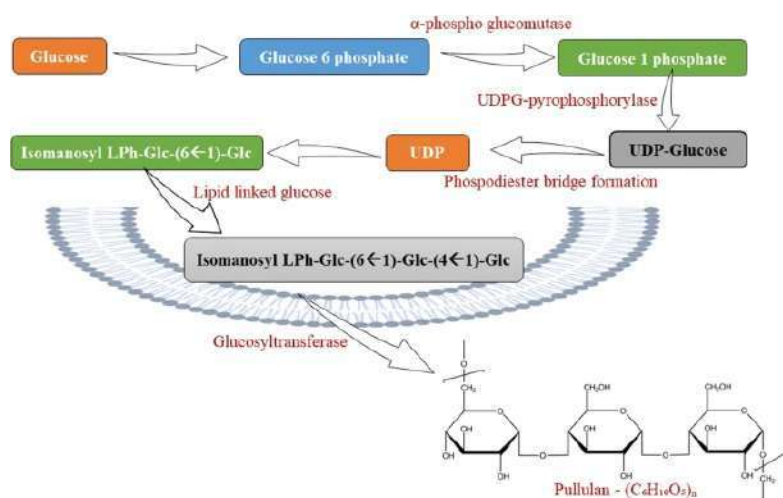 α-phospho glucomutase
Glucose
Glucose 6 phosphate
Glucose 1 phosphate
UDPG-pyrophosphorylase
Isomanosyl LPh-Glc-(6←1)-Glc
UDP
UDP-Glucose
Lipid linked glucose
Phospodiester bridge formation
Isomanosyl LPh-Glc-(6←1)-Glc-(4←1)-Glc
Glucosyltransferase
O
CH₂
CH₂OH
CH₂OH
O
O
O
OH
OH
OH
OH
OH
OH
O
O
O
CH₂
Pullulan - (C₆H₁₀O₅)ₙ